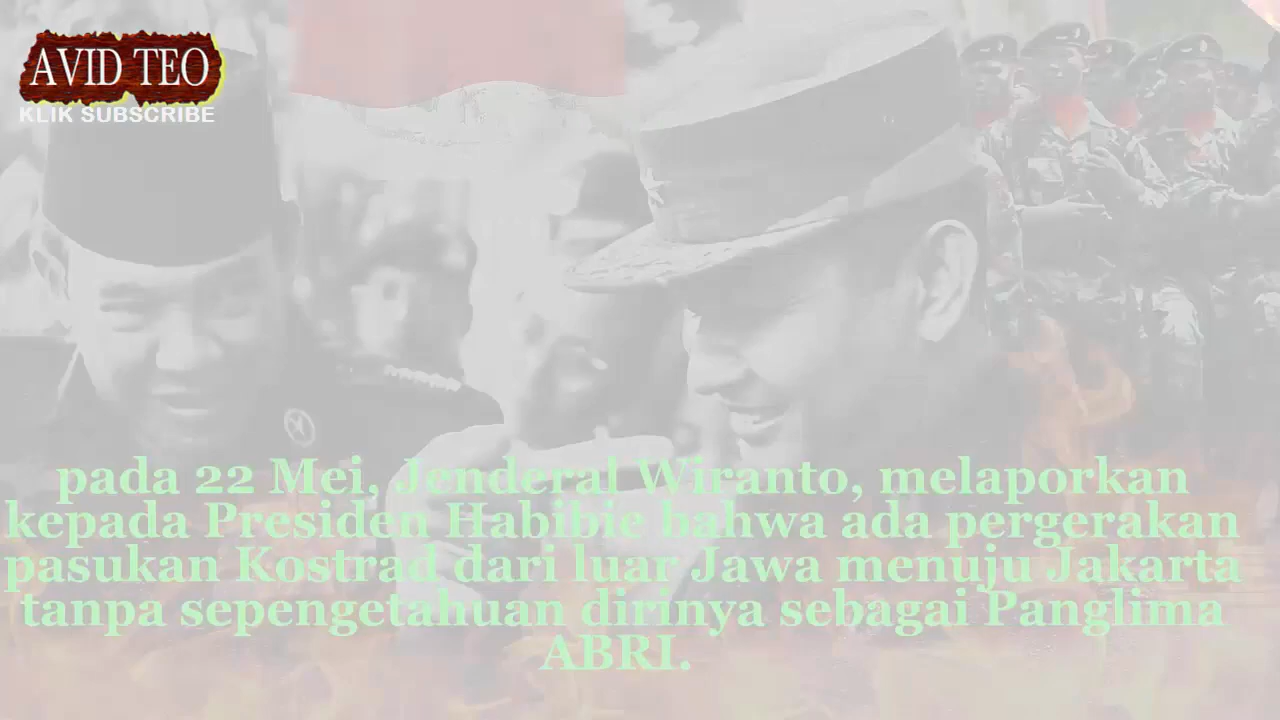 AVID TEO
KLIK SUBSCRIBE
pada 22 Mei, Jenderal Wiranto, melaporkan
kepada Presiden Habibie bahwa ada pergerakan
pasukan Kostrad dari luar Jawa menuju Jakarta
tanpa sepengetahuan dirinya sebagai Panglima
ABRI.